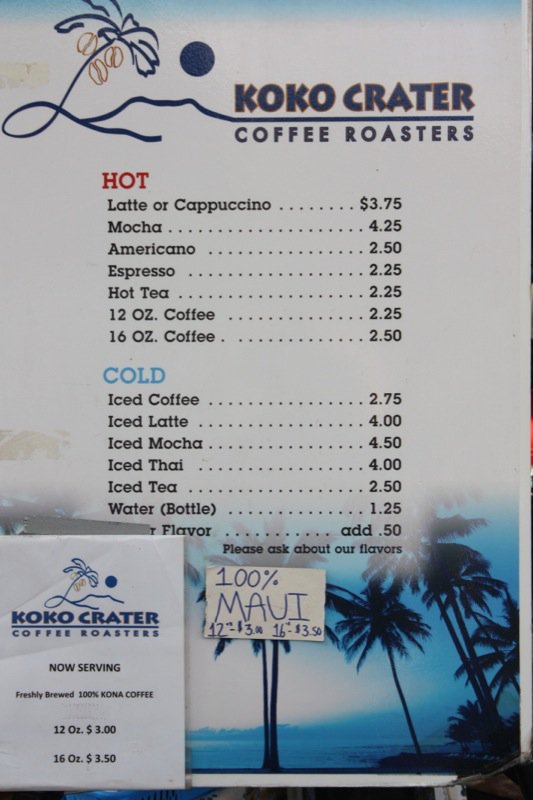 KOKO CRATER
COFFEE ROASTERS
HOT
Latte or Cappuccino ........ $3.75
Mocha .................. 4.25
Americano ............... 2.50
Espresso ................ 2.25
Hot Tea ................. 2.25
12 OZ. Coffee ............ 2.25
16 OZ. Coffee ............. 2.50
COLD
Iced Coffee .............. 2.75
Iced Latte ............... 4.00
Iced Mocha .............. 4.50
Iced Thai ............... 4.00
Iced Tea ................. 2.50
Water (Bottle) ............ 1.25
r Flavor ........... add .50
Please ask about our flavors
100%
MAUI
12oz - $3.00 16oz - $3.50
KOKO CRATER
COFFEE ROASTERS
NOW SERVING
Freshly Brewed 100% KONA COFFEE
12 Oz. $ 3.00
16 Oz. $ 3.50